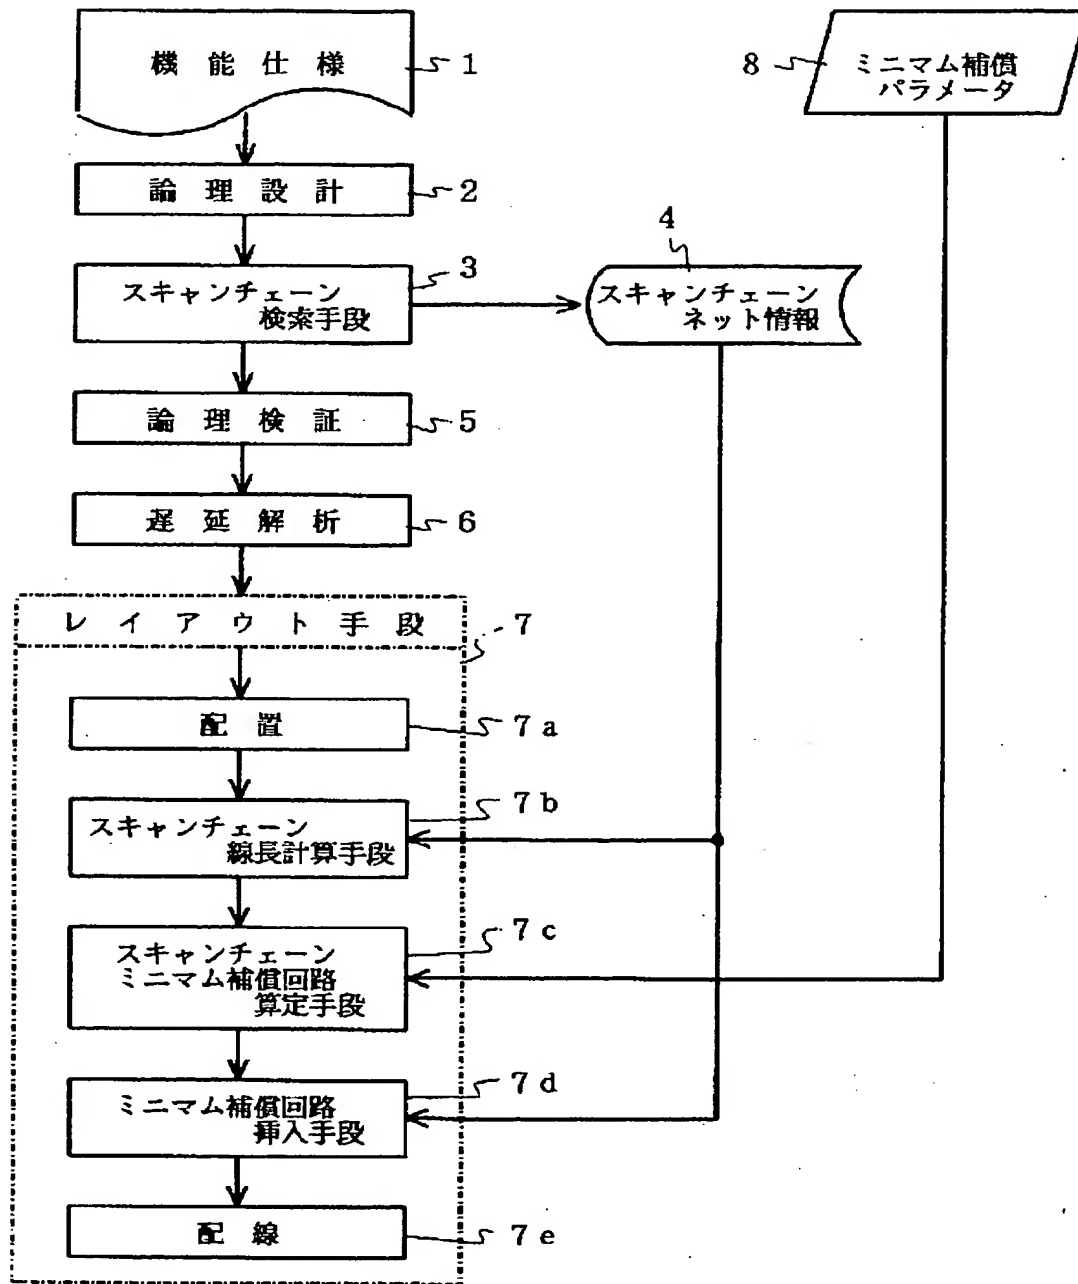 機能仕様
1
8
ミニマム補償
パラメータ
論理設計
2
スキャンチェーン
検索手段
3
4
スキャンチェーン
ネット情報
論理検証
5
遅延解析
6
レイアウト手段
7
配置
7a
スキャンチェーン
線長計算手段
7b
スキャンチェーン
ミニマム補償回路
算定手段
7c
ミニマム補償回路
挿入手段
7d
配線
7e